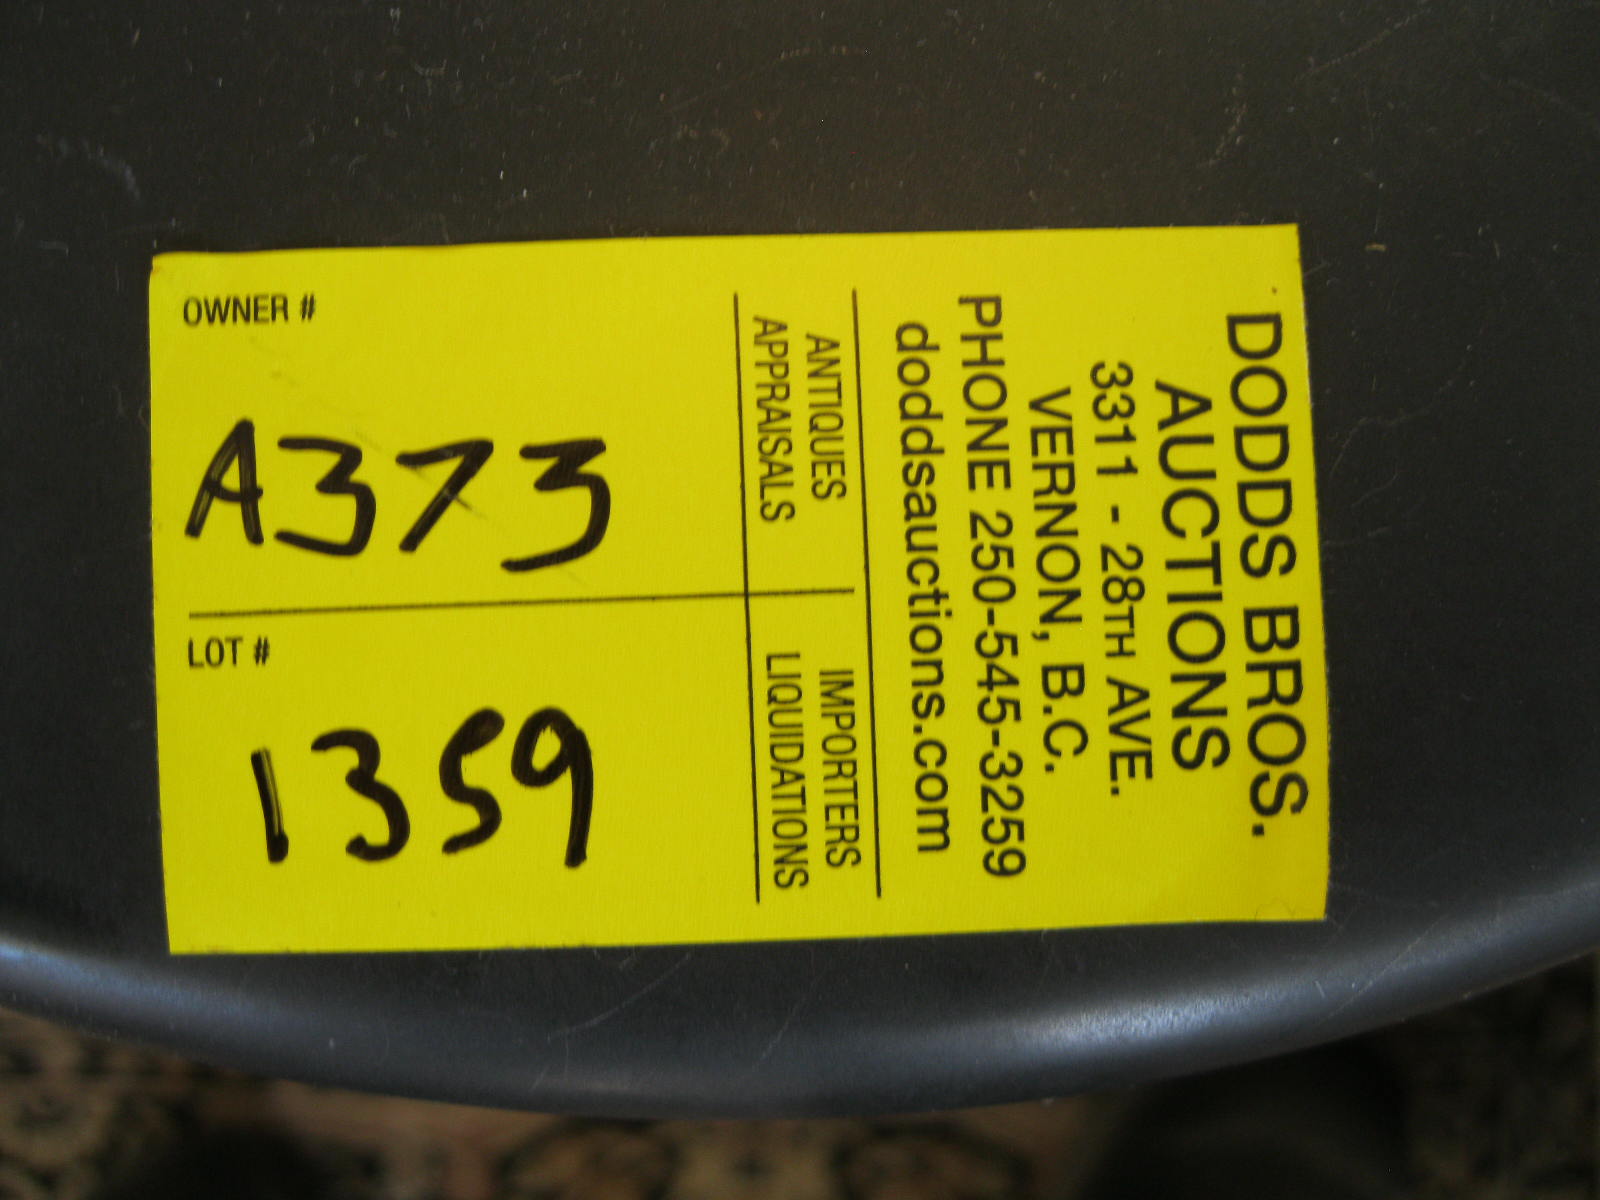 DODDS BROS.
AUCTIONS
3311 - 28TH AVE.
VERNON, B.C.
PHONE 250-545-3259
doddsauctions.com
ANTIQUES
APPRAISALS
IMPORTERS
LIQUIDATIONS
OWNER #
A373
LOT #
1359